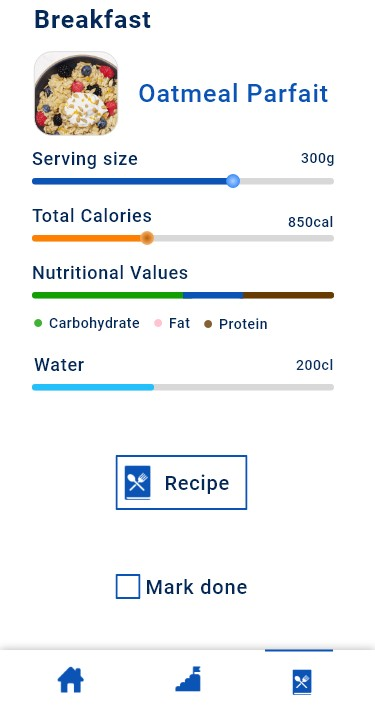 Breakfast
Oatmeal Parfait
Serving size 300g
Total Calories 850cal
Nutritional Values
Carbohydrate Fat Protein
Water 200cl
Recipe
Mark done